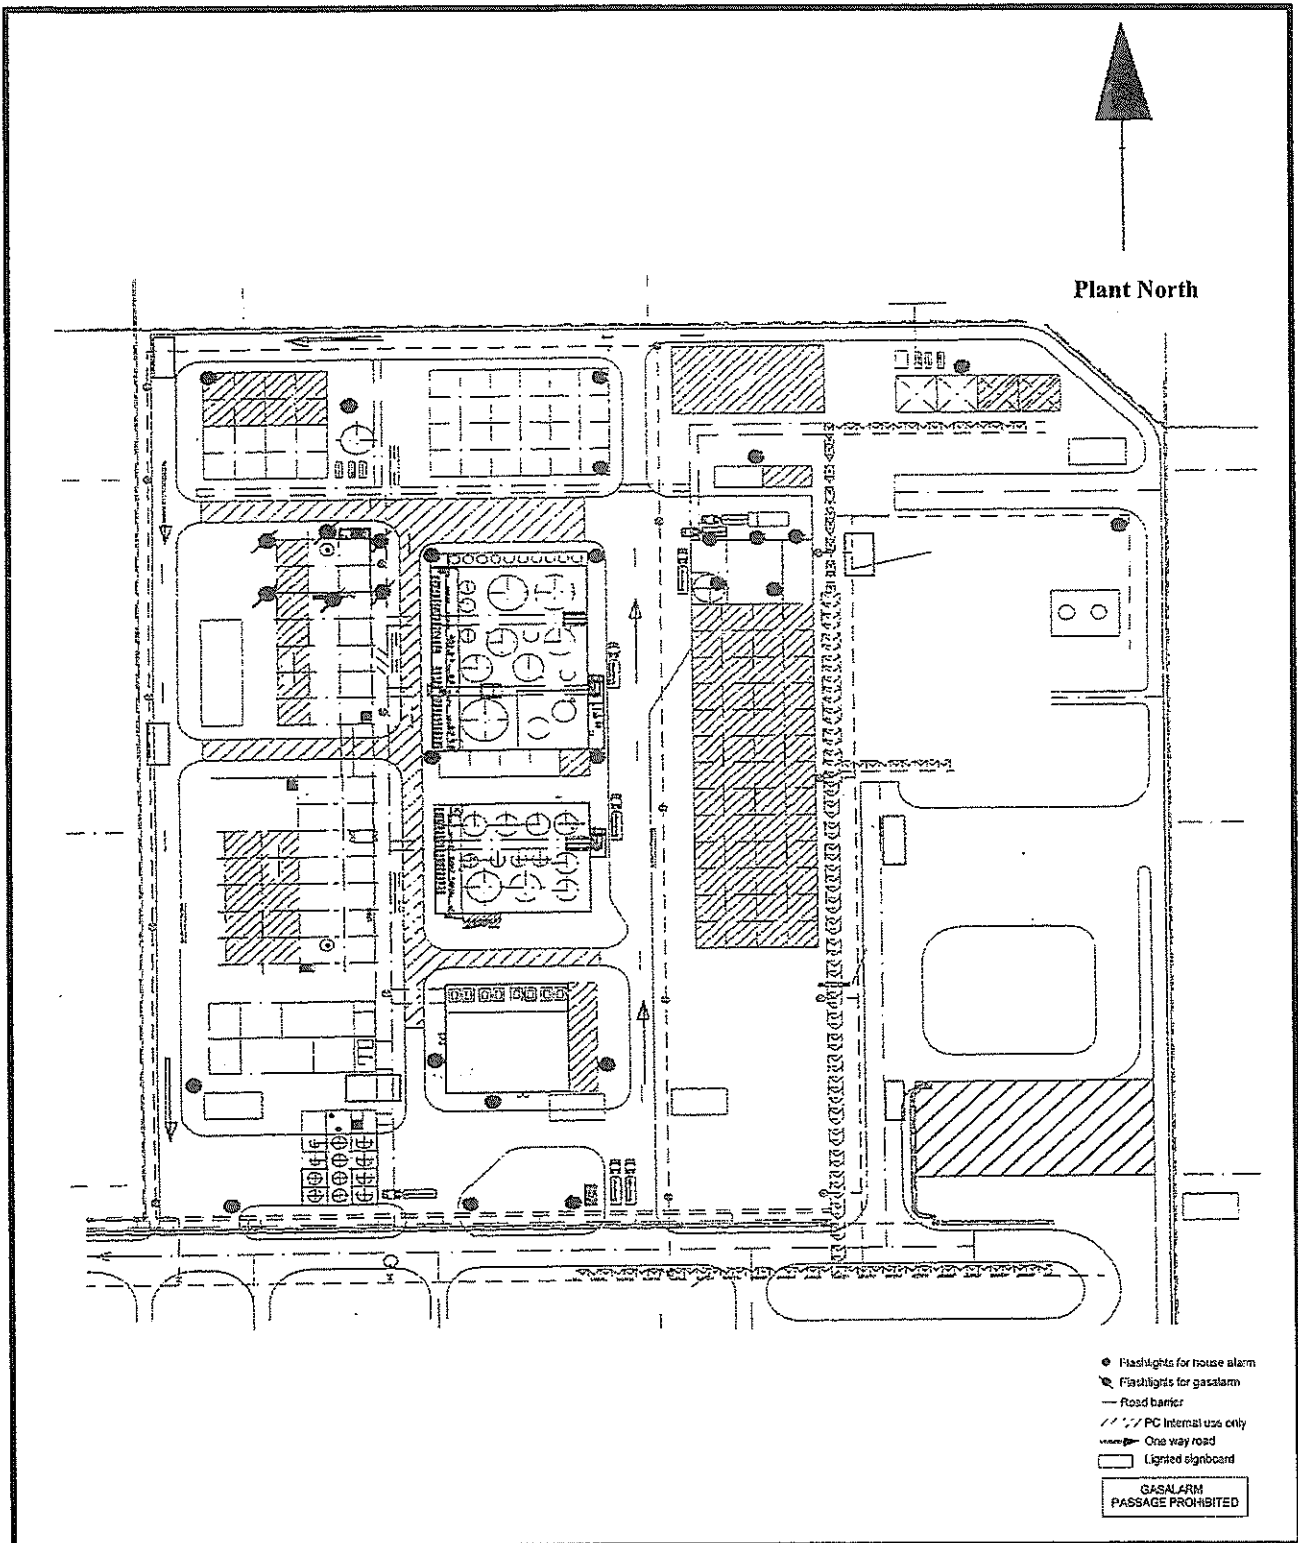 Plant North
Flashlights for house alarm
Flashlights for gasalarm
Road barrier
PC Internal use only
One way road
Lighted signboard
GASALARM
PASSAGE PROHIBITED